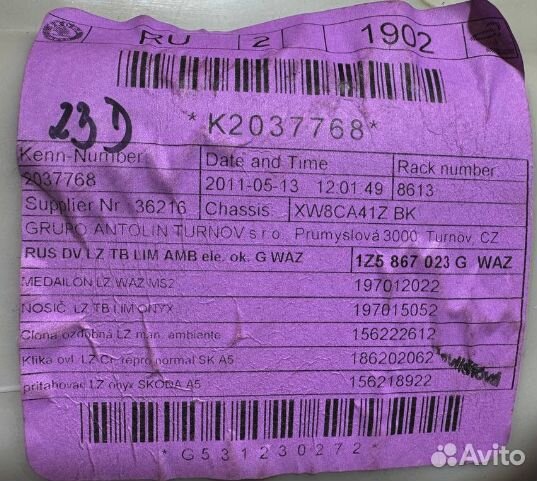 RU 2 1902
*K2037768*
23D
Kenn-Number Date and Time Rack number
2037768 2011-05-13 12:01:49 8613
Supplier Nr. 36216 Chassis XW8CA41Z BK
GRUPO ANTOLIN TURNOV s.r.o. Prumyslová 3000, Turnov, CZ
RUS DV LZ TB LIM AMB ele. ok. G WAZ 1Z5 867 023 G WAZ
MEDAILON LZ WAZ MS2 197012022
NOSIČ LZ TB LIM ONYX 197015052
Clona ozdobná LZ man. ambiente 156222612
Klika ovl. LZ Cr. repro normal SK A5 186202062
pritahovac LZ onyx SKODA A5 156218922
*G531230272*
Avito